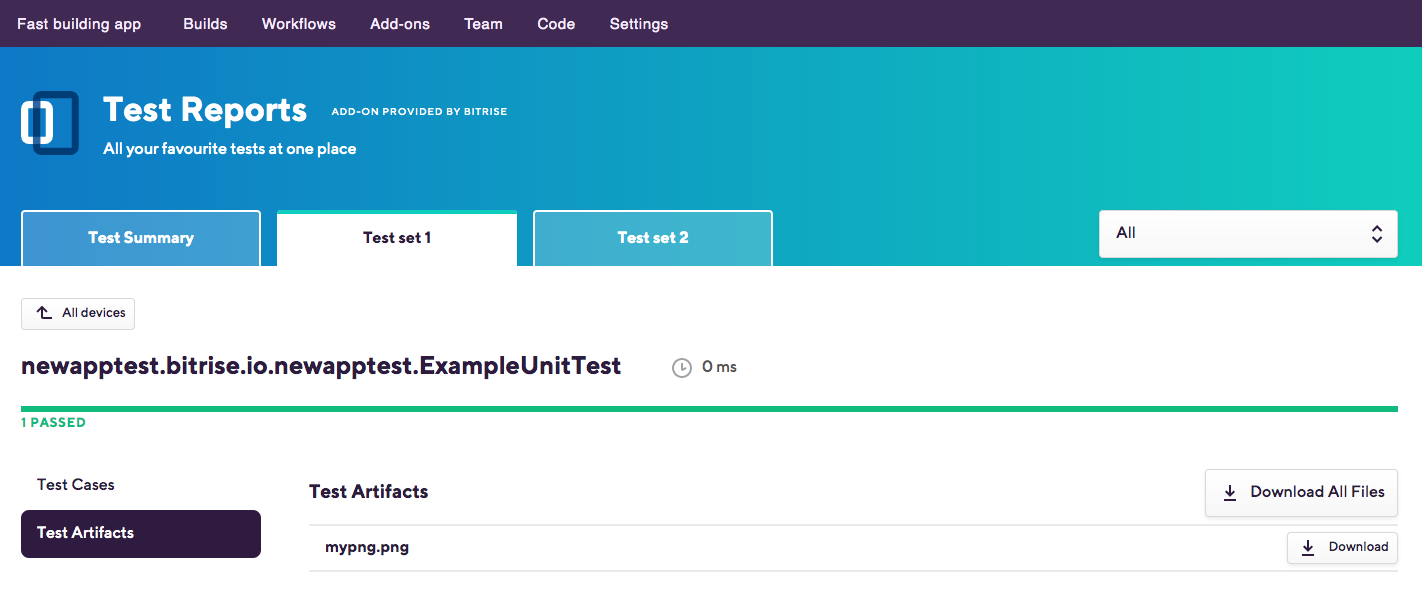 Fast building app Builds Workflows Add-ons Team Code Settings
Test Reports ADD-ON PROVIDED BY BITRISE
All your favourite tests at one place
Test Summary Test set 1 Test set 2 All
All devices
newapptest.bitrise.io.newapptest.ExampleUnitTest 0 ms
1 PASSED
Test Cases
Test Artifacts Download All Files
Test Artifacts
mypng.png Download